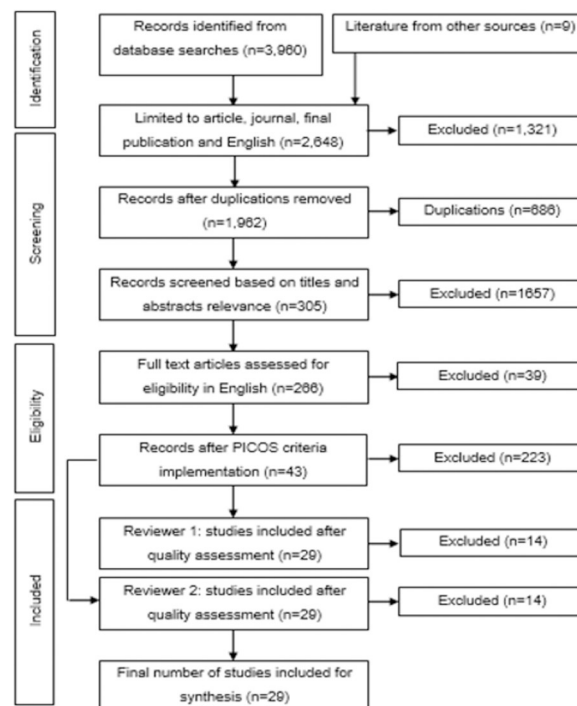 Identification
Records identified from
database searches (n=3,960)
Literature from other sources (n=9)
Limited to article, journal, final
publication and English (n=2,648)
Excluded (n=1,321)
Screening
Records after duplications removed
(n=1,962)
Duplications (n=686)
Records screened based on titles and
abstracts relevance (n=305)
Excluded (n=1657)
Eligibility
Full text articles assessed for
eligibility in English (n=266)
Excluded (n=39)
Records after PICOS criteria
implementation (n=43)
Excluded (n=223)
Included
Reviewer 1: studies included after
quality assessment (n=29)
Excluded (n=14)
Reviewer 2: studies included after
quality assessment (n=29)
Excluded (n=14)
Final number of studies included for
synthesis (n=29)